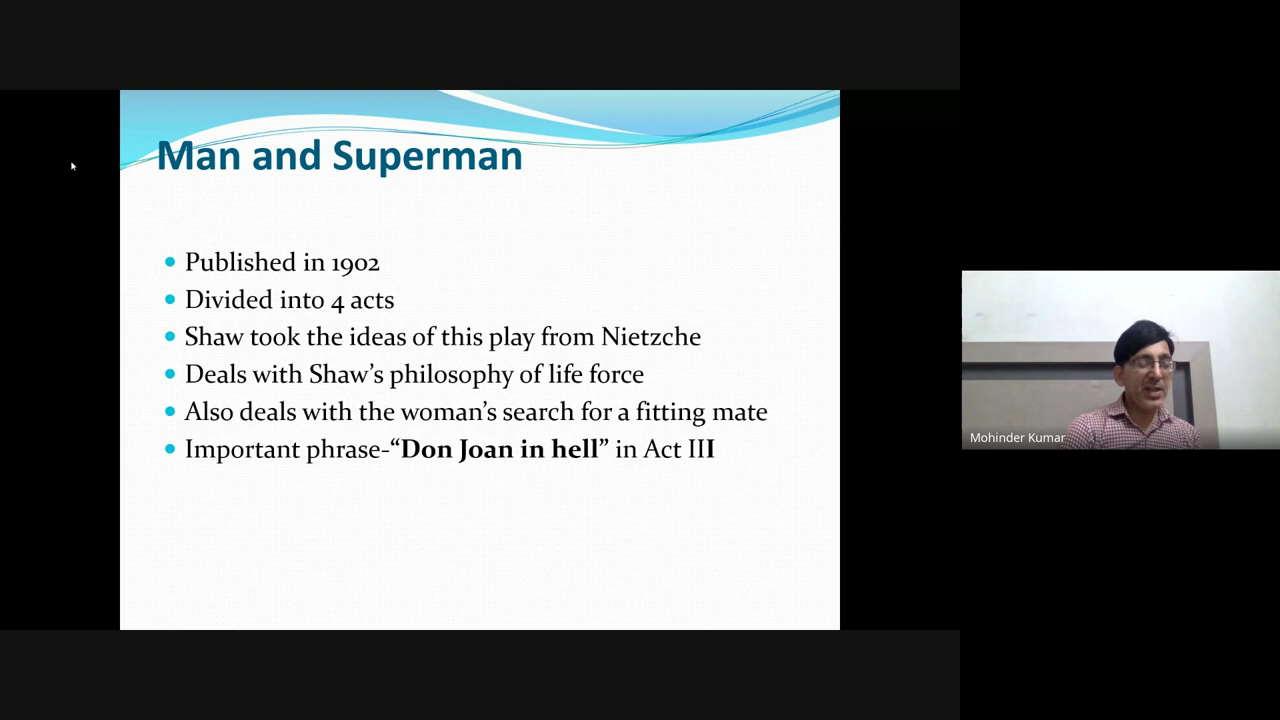 Man and Superman
Published in 1902
Divided into 4 acts
Shaw took the ideas of this play from Nietzche
Deals with Shaw’s philosophy of life force
Also deals with the woman’s search for a fitting mate
Important phrase-“Don Joan in hell” in Act III
Mohinder Kumar